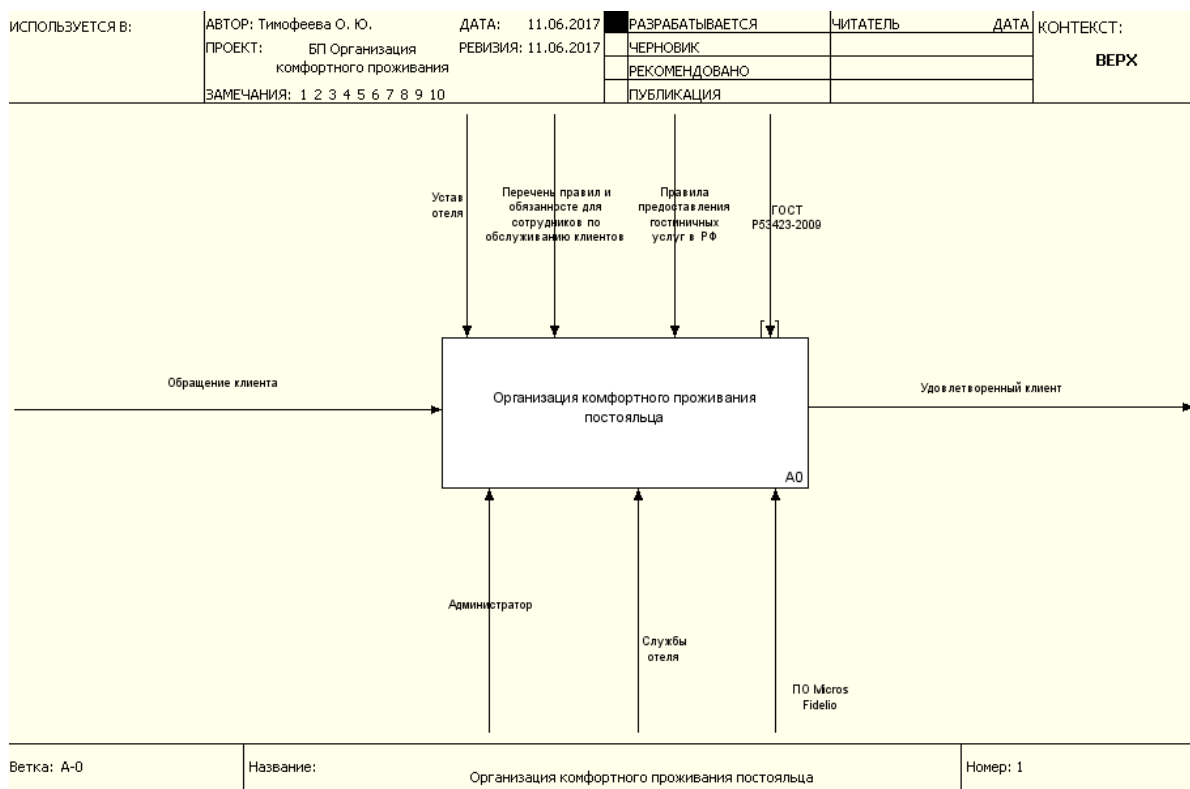 ИСПОЛЬЗУЕТСЯ В:
АВТОР: Тимофеева О. Ю.
ДАТА: 11.06.2017
РАЗРАБАТЫВАЕТСЯ
ЧИТАТЕЛЬ
ДАТА
КОНТЕКСТ:
ПРОЕКТ: БП Организация
комфортного проживания
РЕВИЗИЯ: 11.06.2017
ЧЕРНОВИК
ВЕРХ
РЕКОМЕНДОВАНО
ЗАМЕЧАНИЯ: 1 2 3 4 5 6 7 8 9 10
ПУБЛИКАЦИЯ
Устав
отеля
Перечень правил и
обязанносте для
сотрудников по
обслуживанию клиентов
Правила
предоставления
гостиничных
услуг в РФ
ГОСТ
Р53423-2009
Обращение клиента
Организация комфортного проживания
постояльца
A0
Удовлетворенный клиент
Администратор
Службы
отеля
ПО Micros
Fidelio
Ветка: A-0
Название:
Организация комфортного проживания постояльца
Номер: 1